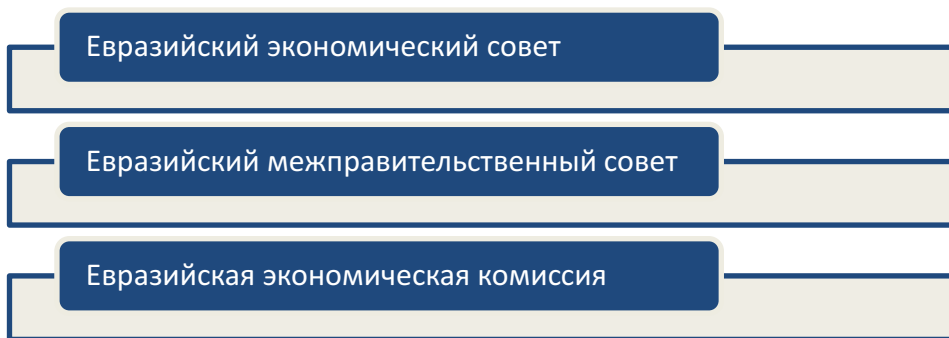 Евразийский экономический совет
Евразийский межправительственный совет
Евразийская экономическая комиссия